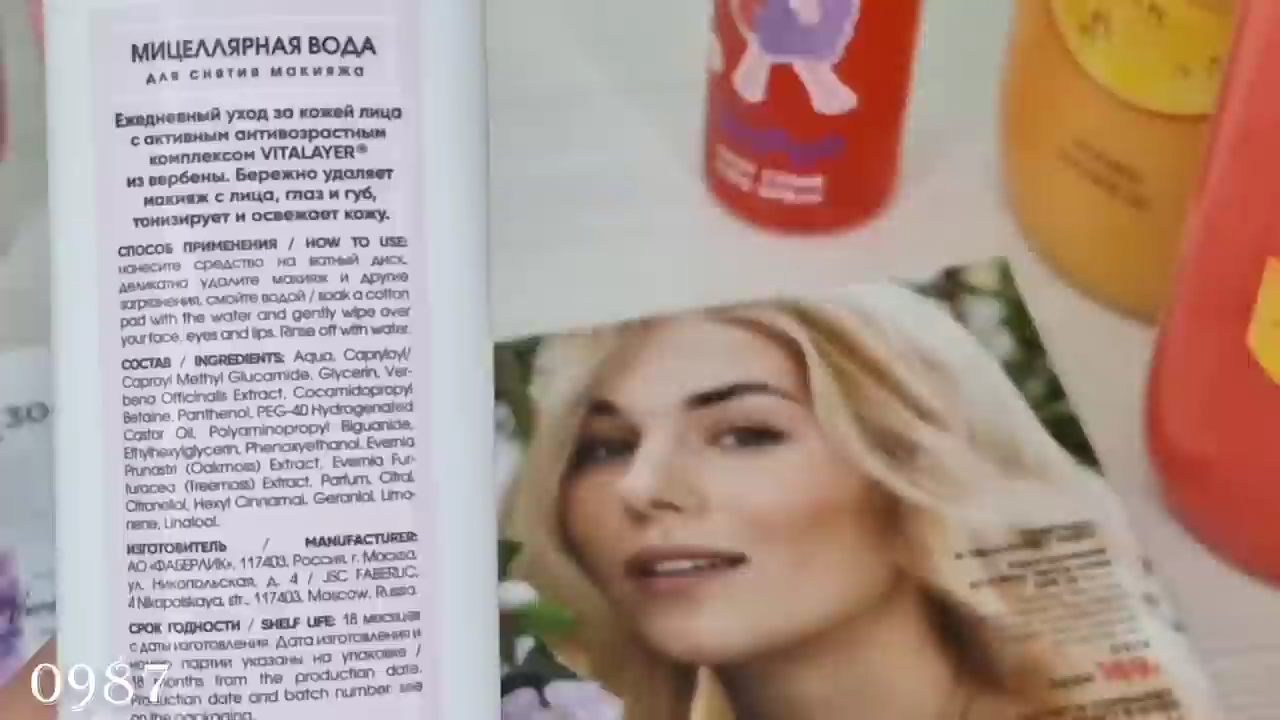 МИЦЕЛЛЯРНАЯ ВОДА
для снятия макияжа
Ежедневный уход за кожей лица
с активным антивозрастным
комплексом VITALAYER®
из вербены. Бережно удаляет
макияж с лица, глаз и губ,
тонизирует и освежает кожу.
СПОСОБ ПРИМЕНЕНИЯ / HOW TO USE:
нанесите средство на ватный диск,
деликатно удалите макияж и другие
загрязнения, смойте водой / soak a cotton
pad with the water and gently wipe over
your face, eyes and lips. Rinse off with water.
СОСТАВ / INGREDIENTS: Aqua, Capryloyl/
Caproyl Methyl Glucamide, Glycerin, Ver-
bena Officinalis Extract, Cocamidopropyl
Betaine, Panthenol, PEG-40 Hydrogenated
Castor Oil, Polyaminopropyl Biguanide,
Ethylhexylglycerin, Phenoxyethanol, Evernia
Prunastri (Oakmoss) Extract, Evernia Fur-
furacea (Treemoss) Extract, Parfum, Citral,
Citronellol, Hexyl Cinnamal, Geraniol, Limo-
nene, Linalool.
ИЗГОТОВИТЕЛЬ / MANUFACTURER:
АО «ФАБЕРЛИК», 117403, Россия, г. Москва,
ул. Никопольская, д. 4 / JSC FABERLIC,
4 Nikopolskaya, str., 117403, Moscow, Russia
СРОК ГОДНОСТИ / SHELF LIFE: 18 месяцев
с даты изготовления. Дата изготовления и
номер партии указаны на упаковке /
18 months from the production date.
Production date and batch number: see
on the packaging.
30
169,
0987